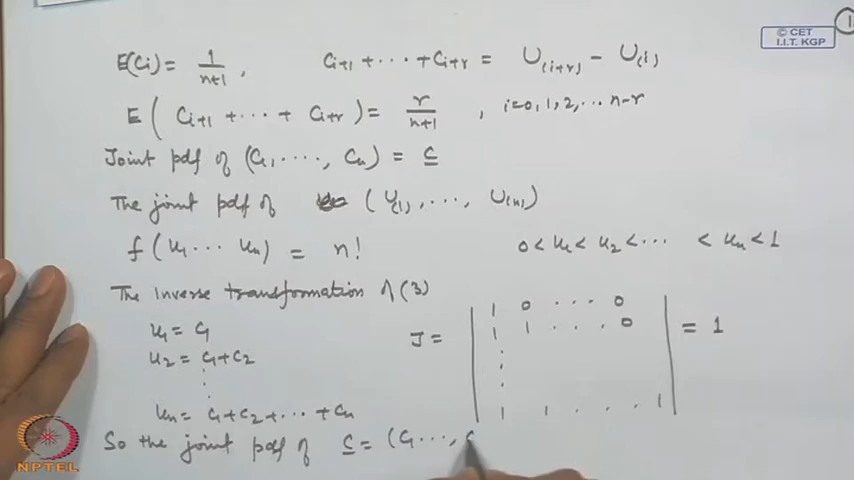 © CET
I.I.T. KGP
1
E(Ci) = 1/(n+1), Ci+1 + ··· + Ci+r = U(i+r) - U(i)
E( Ci+1 + ··· + Ci+r ) = r/(n+1) , i=0,1,2,··· n-r
Joint pdf of (C1, ····, Cn) = C
The joint pdf of (U(1), ····, U(n))
f(u1 ··· un) = n! 0 < u1 < u2 < ··· < un < 1
The inverse transformation of (3)
u1 = C1
u2 = C1+C2
un = C1+C2+···+Cn
J = | 1 0 ···· 0
1 1 ···· 0
1 1 ···· 1 | = 1
So the joint pdf of C = (C1 ···, C
NPTEL